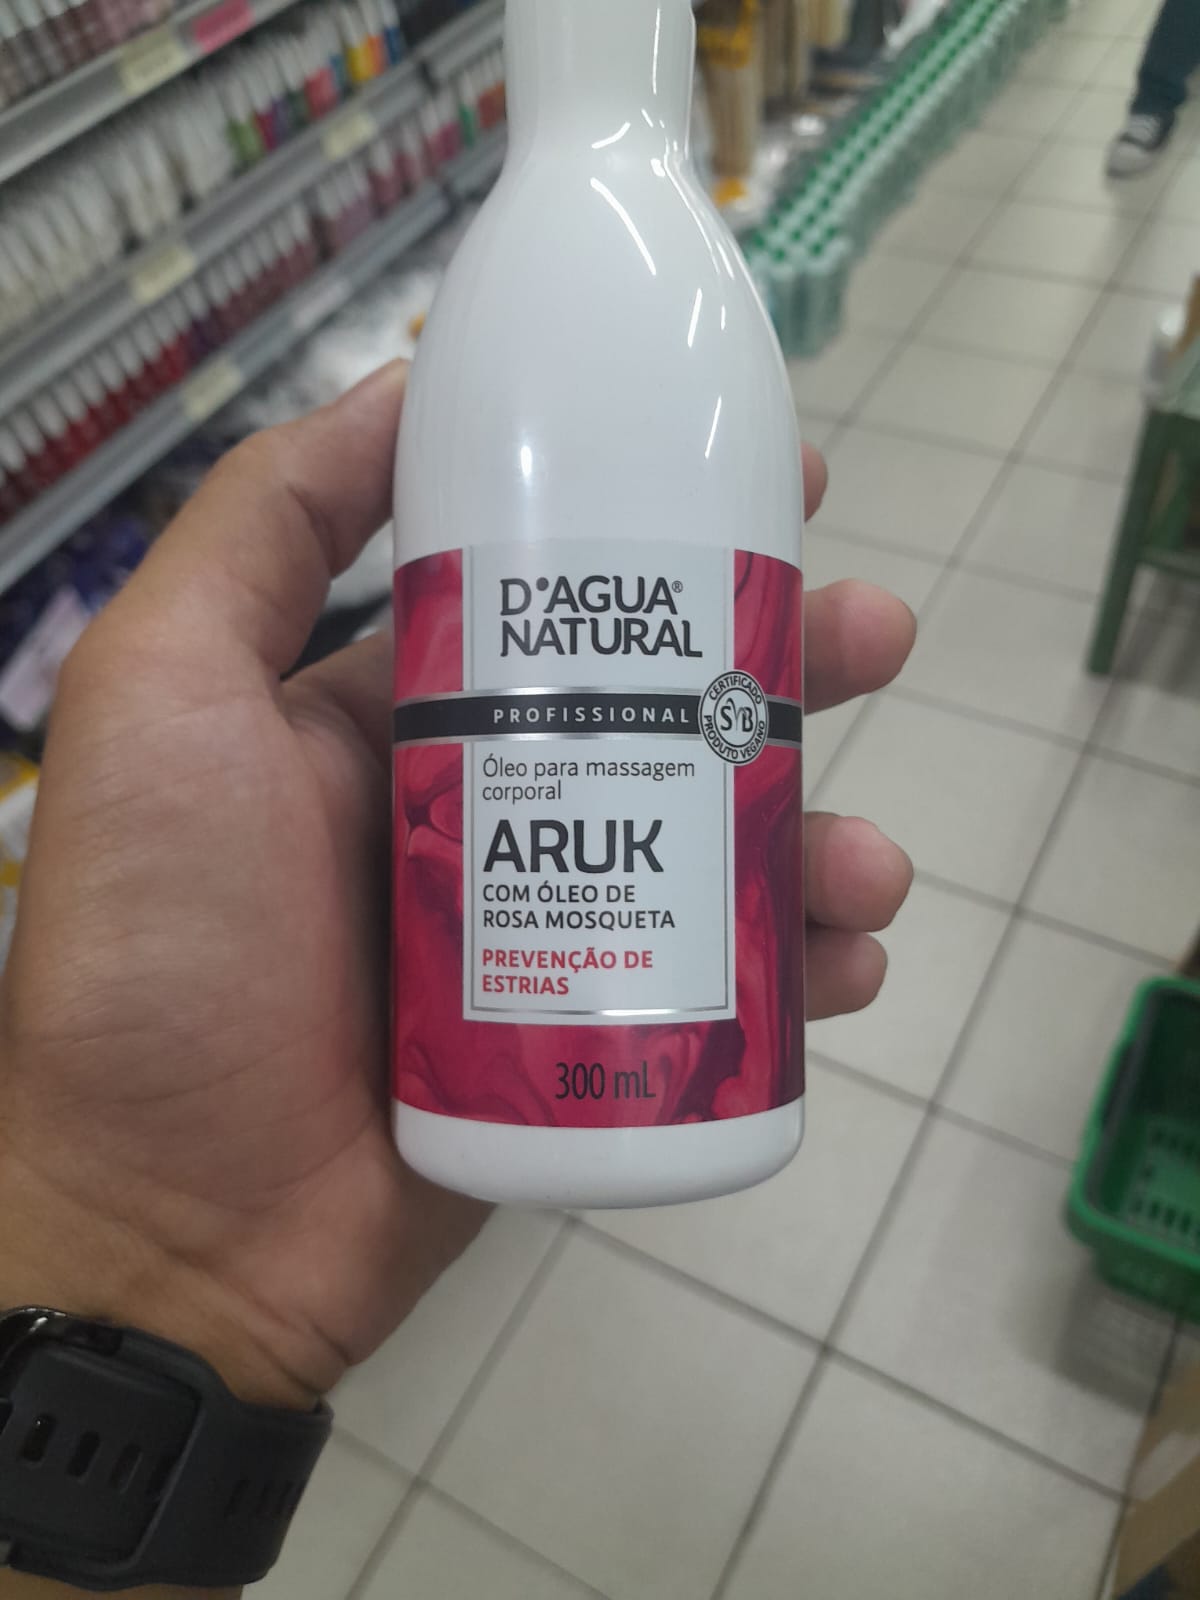 D'AGUA®
NATURAL
PROFISSIONAL
CERTIFICADO
SVB
PRODUTO VEGANO
Óleo para massagem
corporal
ARUK
COM ÓLEO DE
ROSA MOSQUETA
PREVENÇÃO DE
ESTRIAS
300 mL